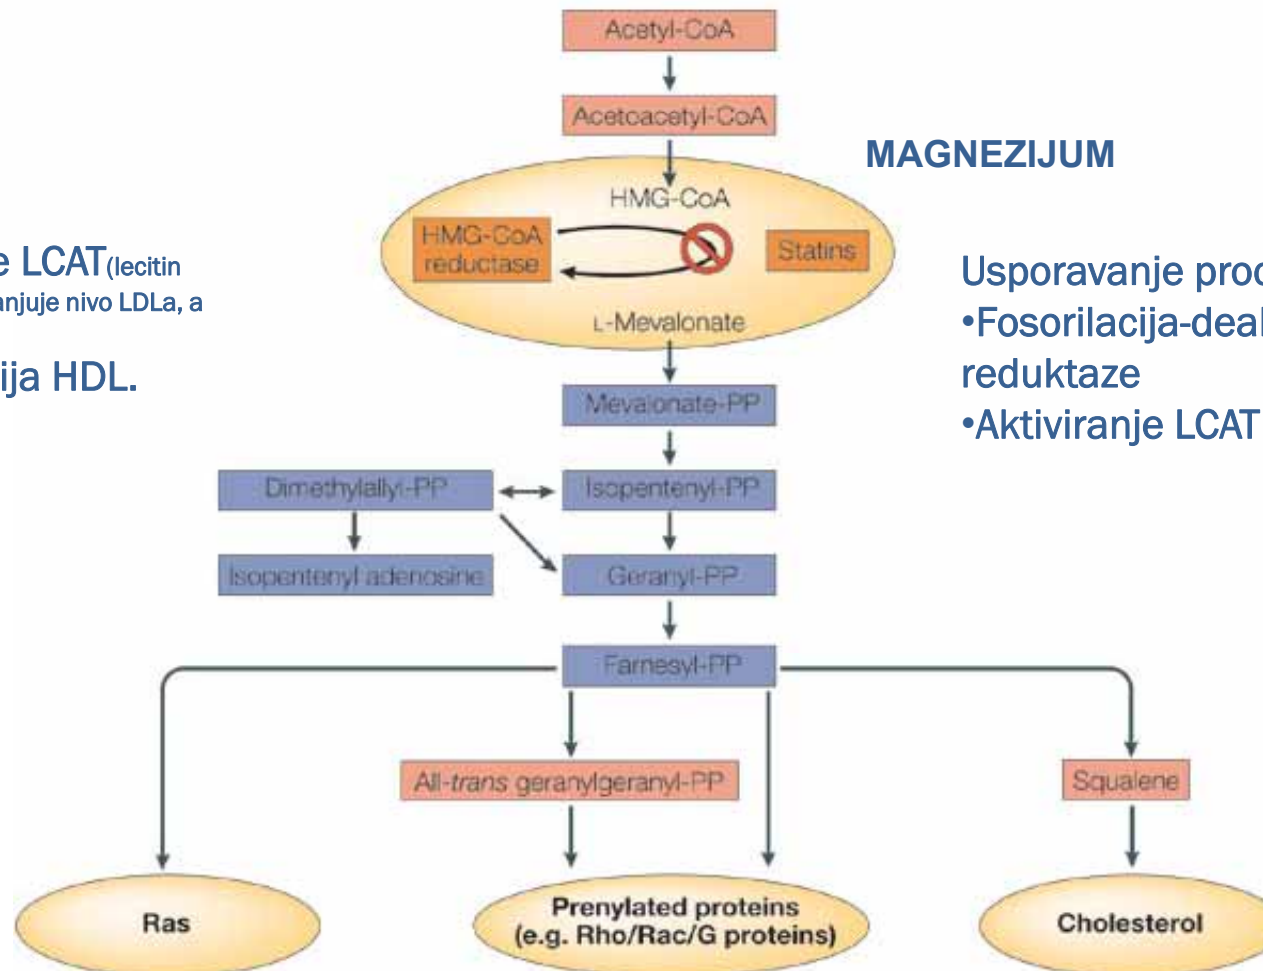 Acetyl-CoA
Acetoacetyl-CoA
MAGNEZIJUM
HMG-CoA
HMG-CoA
reductase
Statins
L-Mevalonate
e LCAT(lecitin
anjuje nivo LDLa, a
ija HDL.
Usporavanje prod
•Fosorilacija-deal
reduktaze
•Aktiviranje LCAT
Mevalonate-PP
Dimethylallyl-PP
Isopentenyl-PP
Isopentenyl adenosine
Geranyl-PP
Farnesyl-PP
All-trans geranylgeranyl-PP
Squalene
Ras
Prenylated proteins
(e.g. Rho/Rac/G proteins)
Cholesterol